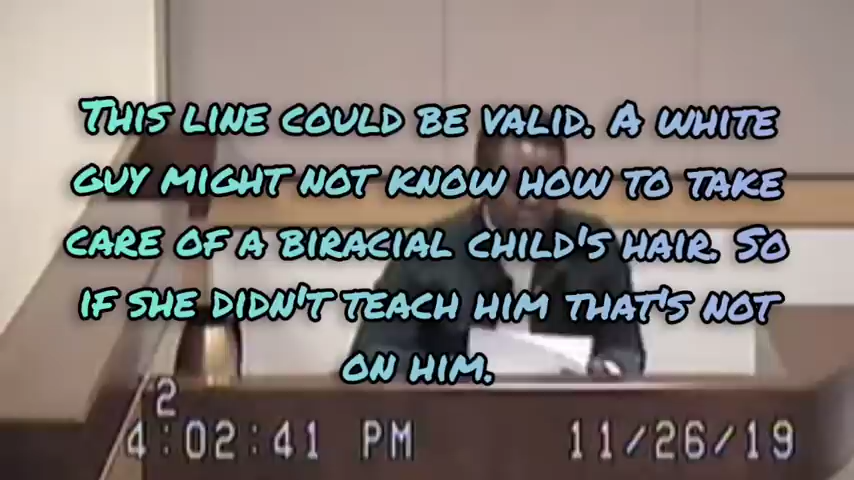 This line could be valid. A white
guy might not know how to take
care of a biracial child's hair. So
if she didn't teach him that's not
on him.
2
4:02:41 PM 11/26/19